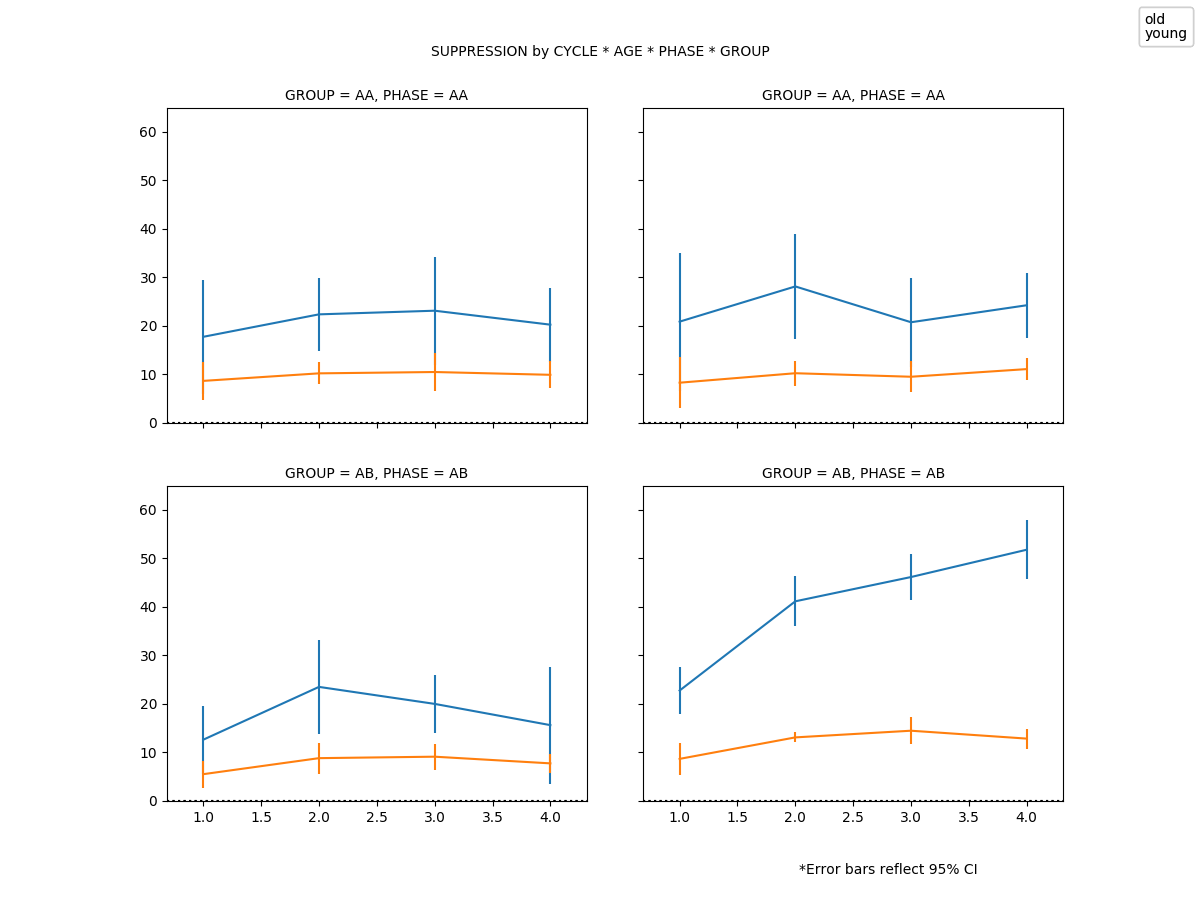 old
young
SUPPRESSION by CYCLE * AGE * PHASE * GROUP
GROUP = AA, PHASE = AA
GROUP = AA, PHASE = AA
60
50
40
30
20
10
0
GROUP = AB, PHASE = AB
GROUP = AB, PHASE = AB
60
50
40
30
20
10
0
1.0 1.5 2.0 2.5 3.0 3.5 4.0
1.0 1.5 2.0 2.5 3.0 3.5 4.0
*Error bars reflect 95% CI